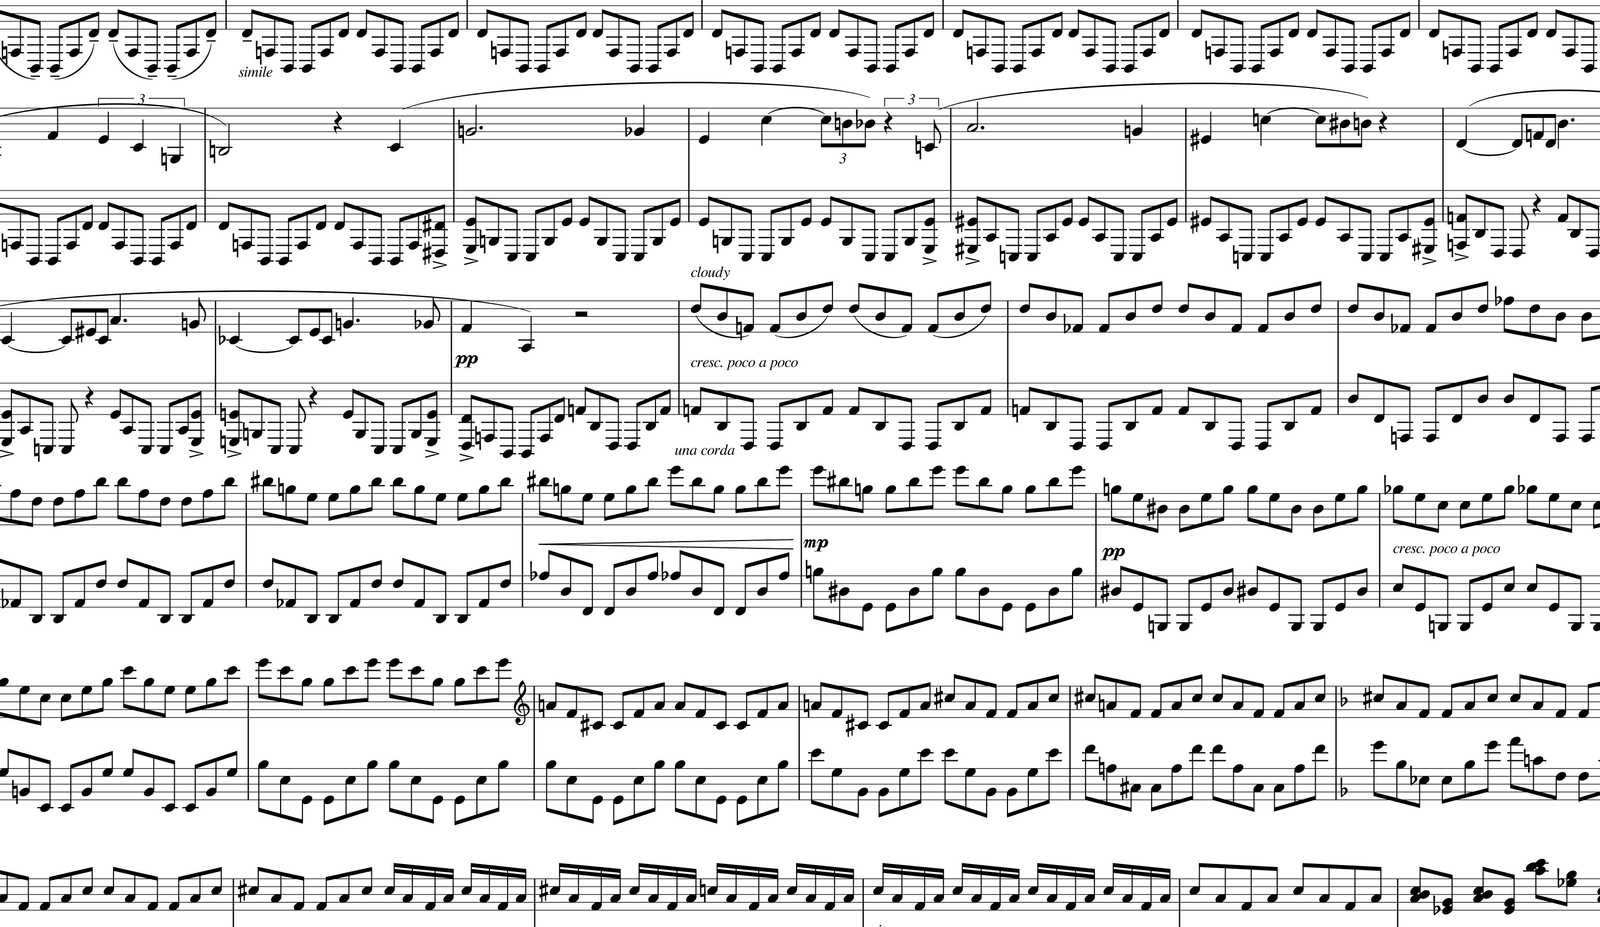 simile
3
3
3
cloudy
pp
cresc. poco a poco
una corda
mp
pp
cresc. poco a poco